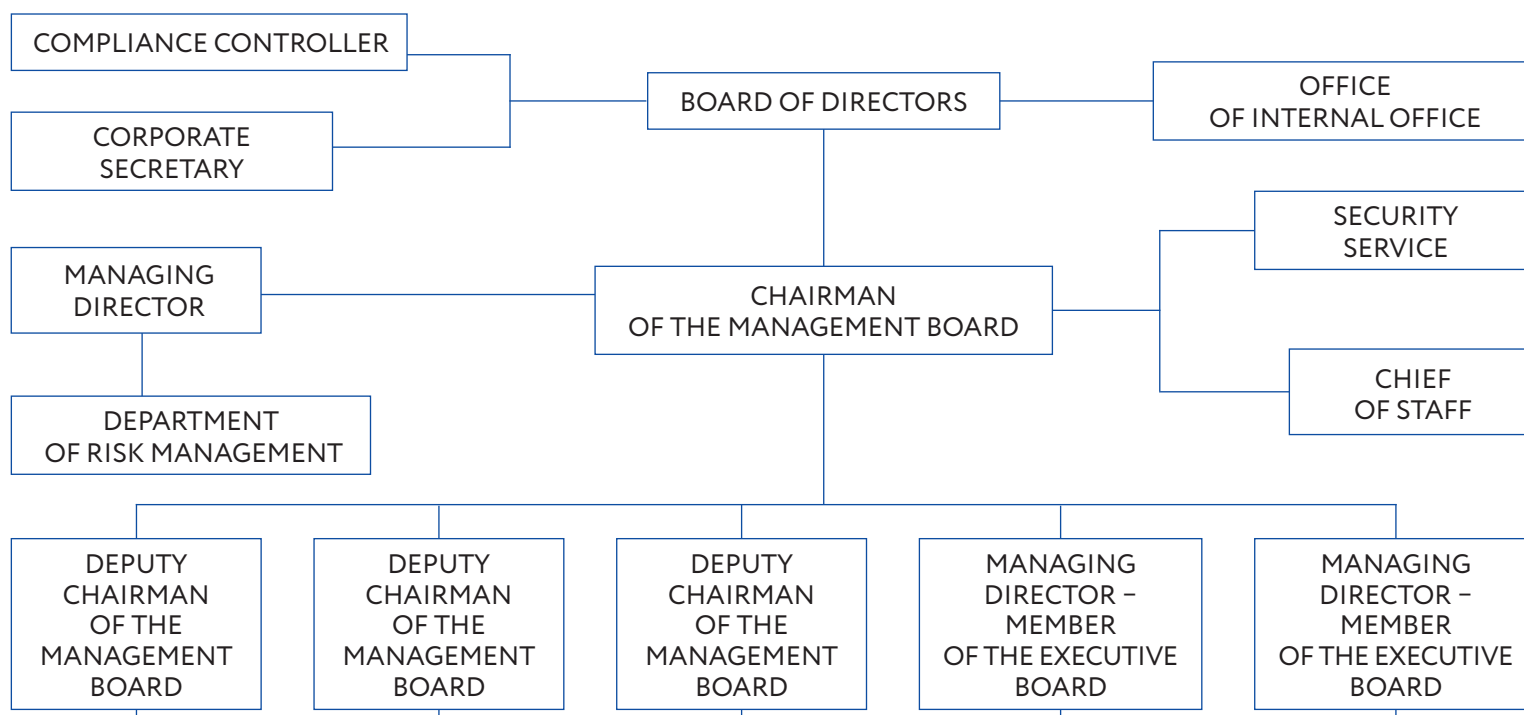 COMPLIANCE CONTROLLER
BOARD OF DIRECTORS
OFFICE
OF INTERNAL OFFICE
CORPORATE
SECRETARY
SECURITY
SERVICE
MANAGING
DIRECTOR
CHAIRMAN
OF THE MANAGEMENT BOARD
CHIEF
OF STAFF
DEPARTMENT
OF RISK MANAGEMENT
DEPUTY
CHAIRMAN
OF THE
MANAGEMENT
BOARD
DEPUTY
CHAIRMAN
OF THE
MANAGEMENT
BOARD
DEPUTY
CHAIRMAN
OF THE
MANAGEMENT
BOARD
MANAGING
DIRECTOR –
MEMBER
OF THE EXECUTIVE
BOARD
MANAGING
DIRECTOR –
MEMBER
OF THE EXECUTIVE
BOARD